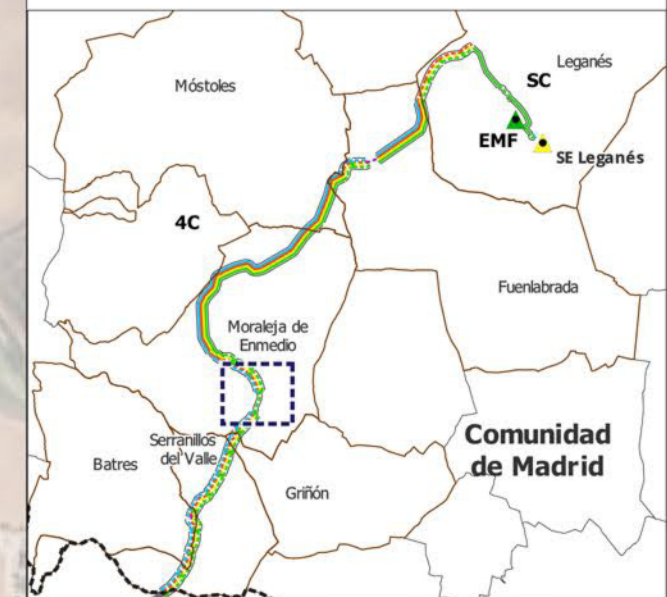 Leganés
SC
Móstoles
EMF
SE Leganés
4C
Fuenlabrada
Moraleja de
Enmedio
Comunidad
de Madrid
Serranillos
del Valle
Batres
Griñón